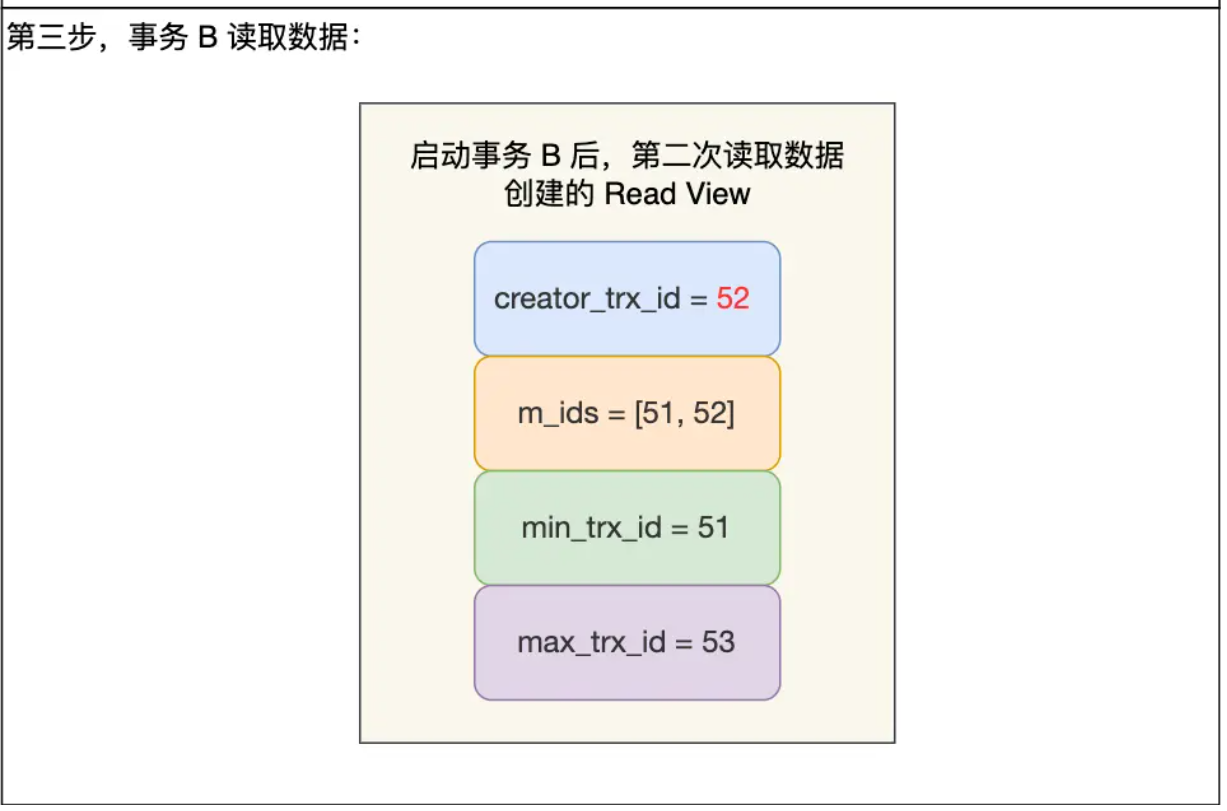 第三步，事务 B 读取数据：
启动事务 B 后，第二次读取数据
创建的 Read View
creator_trx_id = 52
m_ids = [51, 52]
min_trx_id = 51
max_trx_id = 53